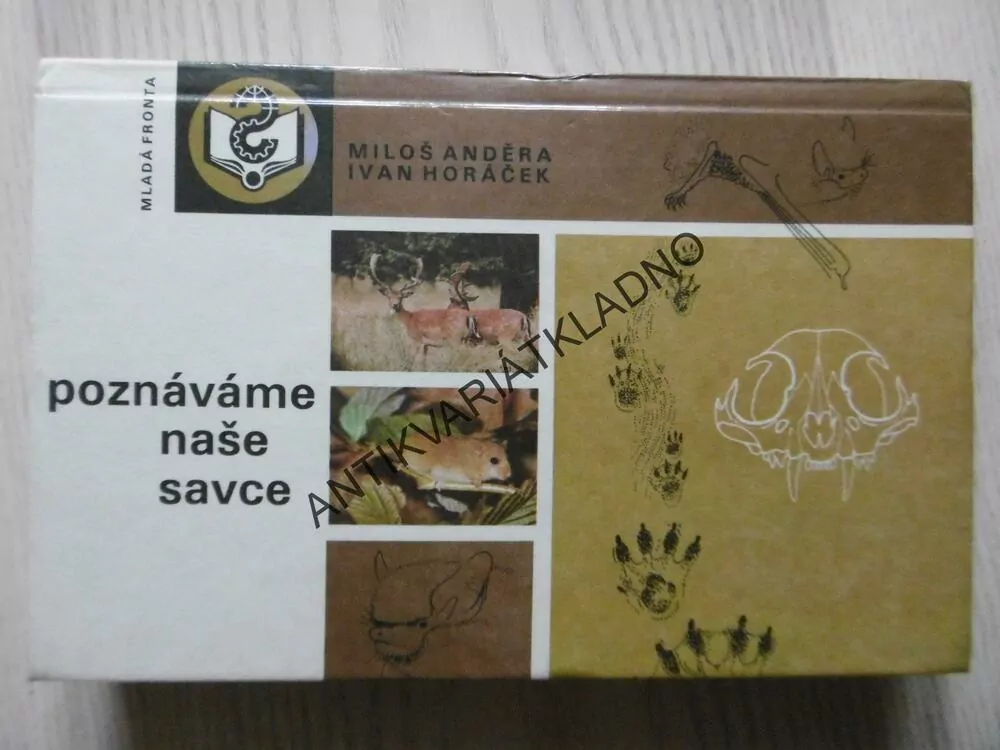 MLADÁ FRONTA
MILOŠ ANDĚRA
IVAN HORÁČEK
poznáváme
naše
savce
ANTIKVARIÁTKLADNO